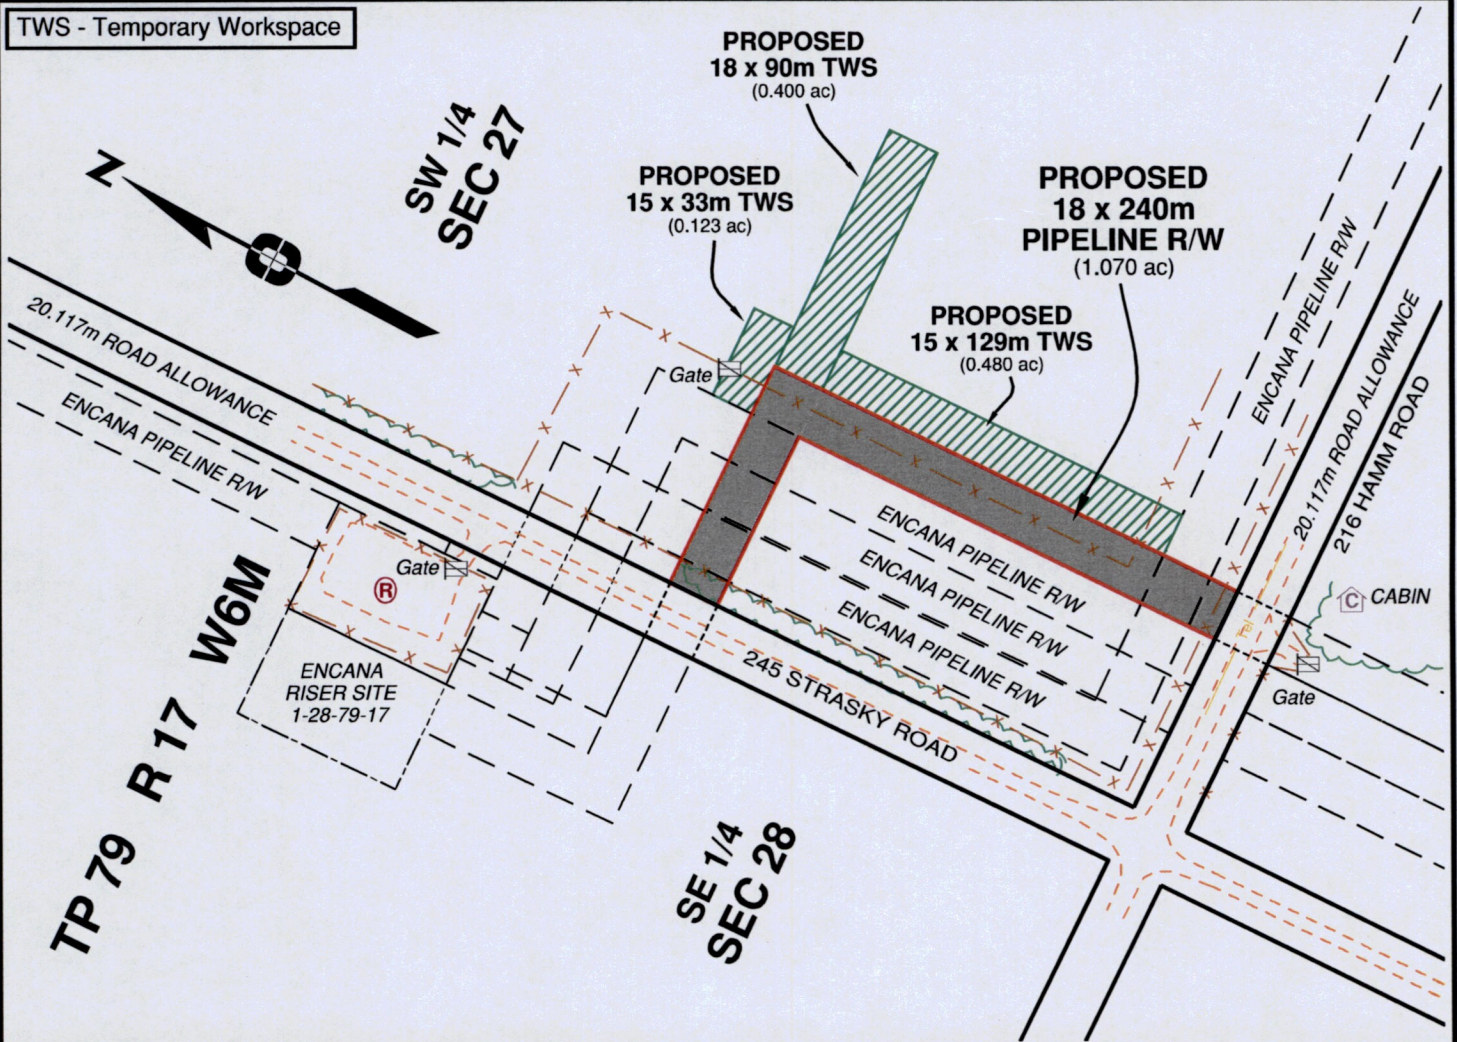 TWS - Temporary Workspace
PROPOSED
18 x 90m TWS
(0.400 ac)
SW 1/4
SEC 27
N
PROPOSED
15 x 33m TWS
(0.123 ac)
PROPOSED
18 x 240m
PIPELINE R/W
(1.070 ac)
PROPOSED
15 x 129m TWS
(0.480 ac)
ENCANA PIPELINE R/W
20.117m ROAD ALLOWANCE
216 HAMM ROAD
20.117m ROAD ALLOWANCE
ENCANA PIPELINE R/W
Gate
Gate
R
ENCANA
RISER SITE
1-28-79-17
ENCANA PIPELINE R/W
ENCANA PIPELINE R/W
ENCANA PIPELINE R/W
245 STRASKY ROAD
Tel
C CABIN
Gate
TP 79 R 17 W6M
SE 1/4
SEC 28